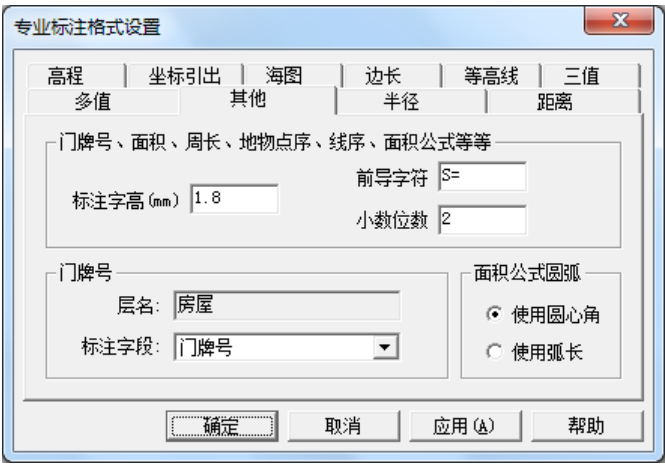 专业标注格式设置
高程 坐标引出 海图 边长 等高线 三值
多值 其他 半径 距离
门牌号、面积、周长、地物点序、线序、面积公式等等
前导字符 S=
标注字高(mm) 1.8
小数位数 2
门牌号
层名: 房屋
标注字段: 门牌号
面积公式圆弧
使用圆心角
使用弧长
确定 取消 应用(A) 帮助